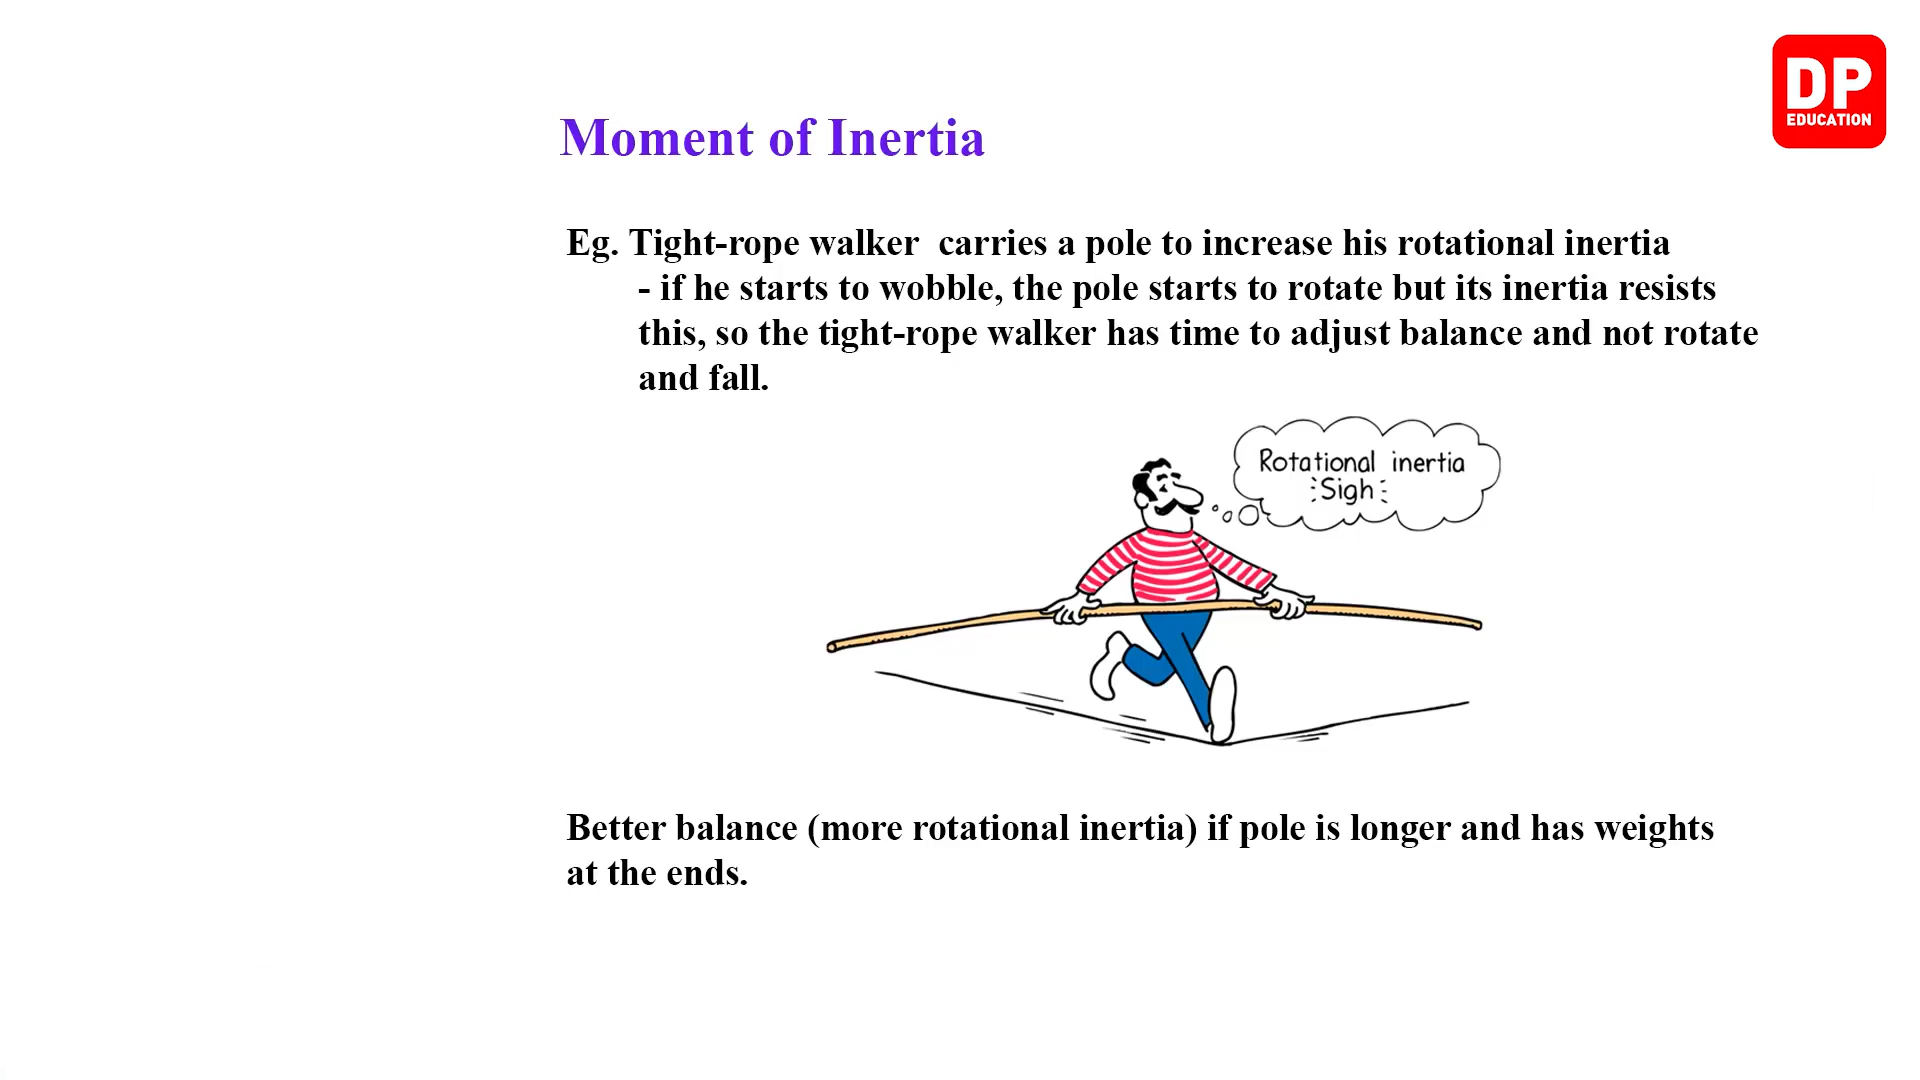 DP
EDUCATION
Moment of Inertia
Eg. Tight-rope walker  carries a pole to increase his rotational inertia
- if he starts to wobble, the pole starts to rotate but its inertia resists
this, so the tight-rope walker has time to adjust balance and not rotate
and fall.
Rotational inertia
Sigh
Better balance (more rotational inertia) if pole is longer and has weights
at the ends.